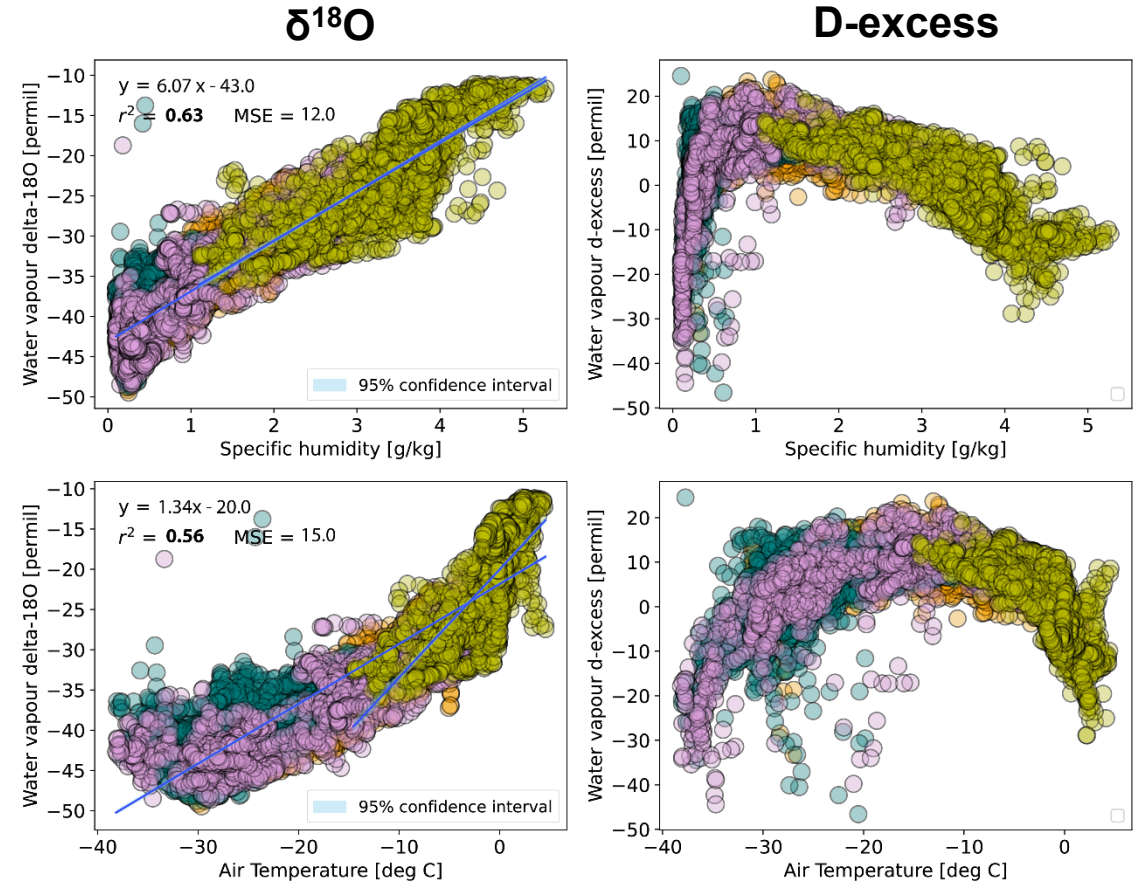 δ¹⁸O
D-excess
−10
−15
−20
−25
−30
−35
−40
−45
−50
Water vapour delta-18O [permil]
y = 6.07 x - 43.0
r² = 0.63 MSE = 12.0
95% confidence interval
0 1 2 3 4 5
Specific humidity [g/kg]
20
10
0
−10
−20
−30
−40
−50
Water vapour d-excess [permil]
0 1 2 3 4 5
Specific humidity [g/kg]
−10
−15
−20
−25
−30
−35
−40
−45
−50
Water vapour delta-18O [permil]
y = 1.34x - 20.0
r² = 0.56 MSE = 15.0
95% confidence interval
−40 −30 −20 −10 0
Air Temperature [deg C]
20
10
0
−10
−20
−30
−40
−50
Water vapour d-excess [permil]
−40 −30 −20 −10 0
Air Temperature [deg C]